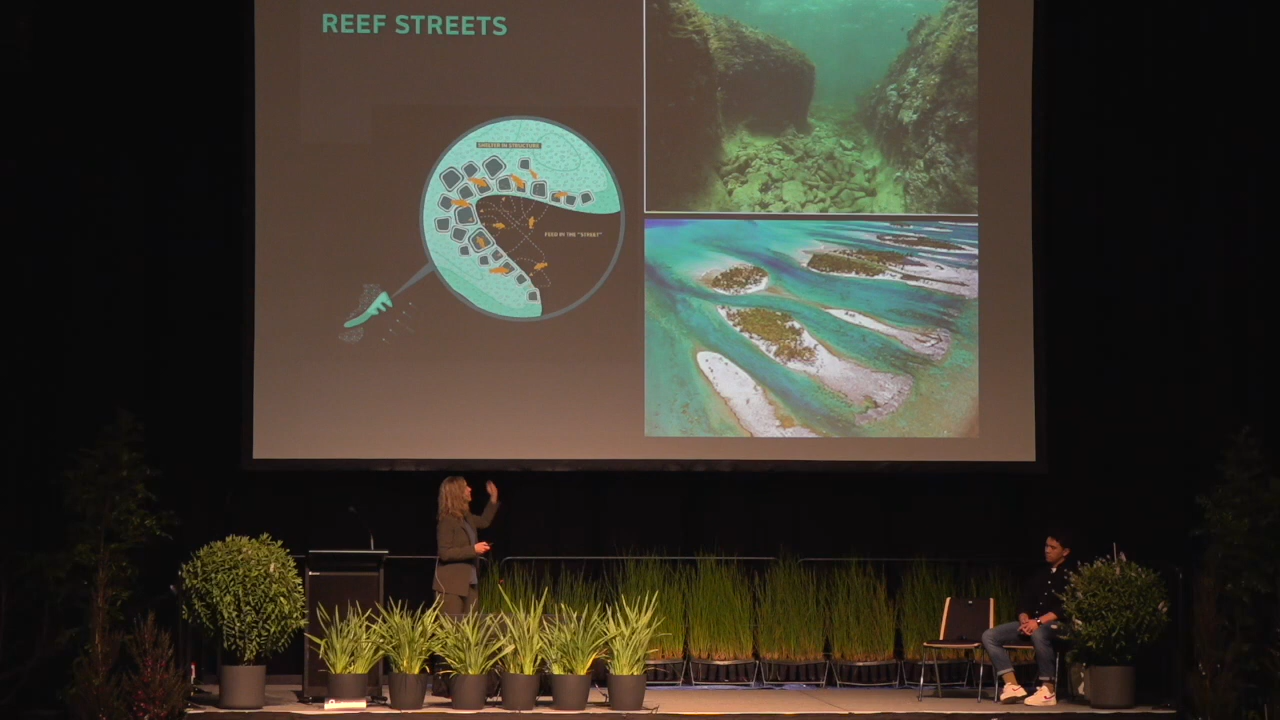 REEF STREETS
SHELTER IN STRUCTURE
FEED IN THE "STREET"